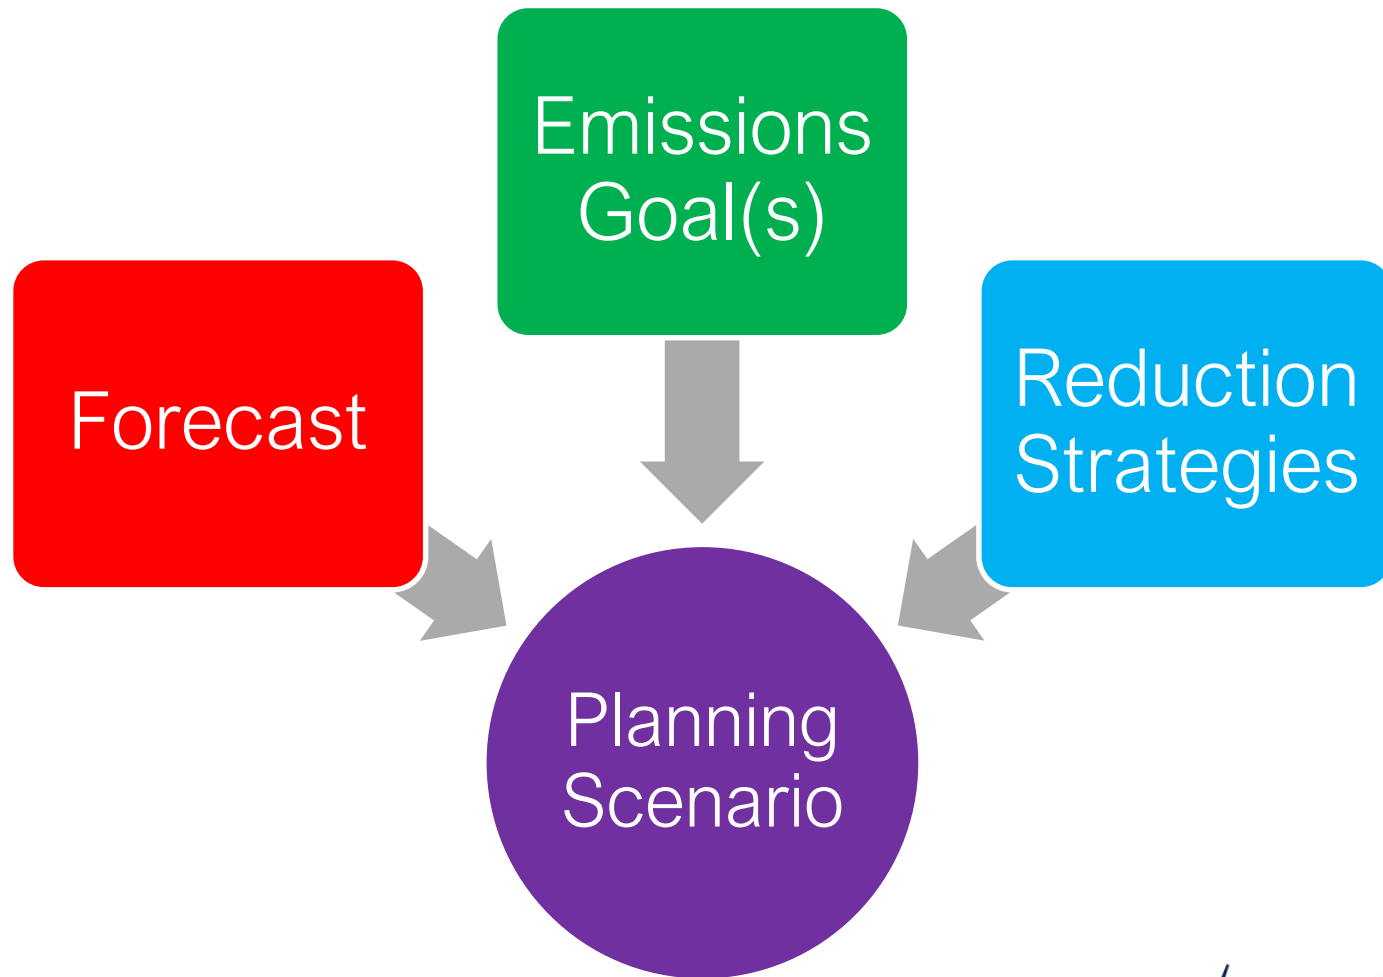 Emissions
Goal(s)
Forecast
Reduction
Strategies
Planning
Scenario